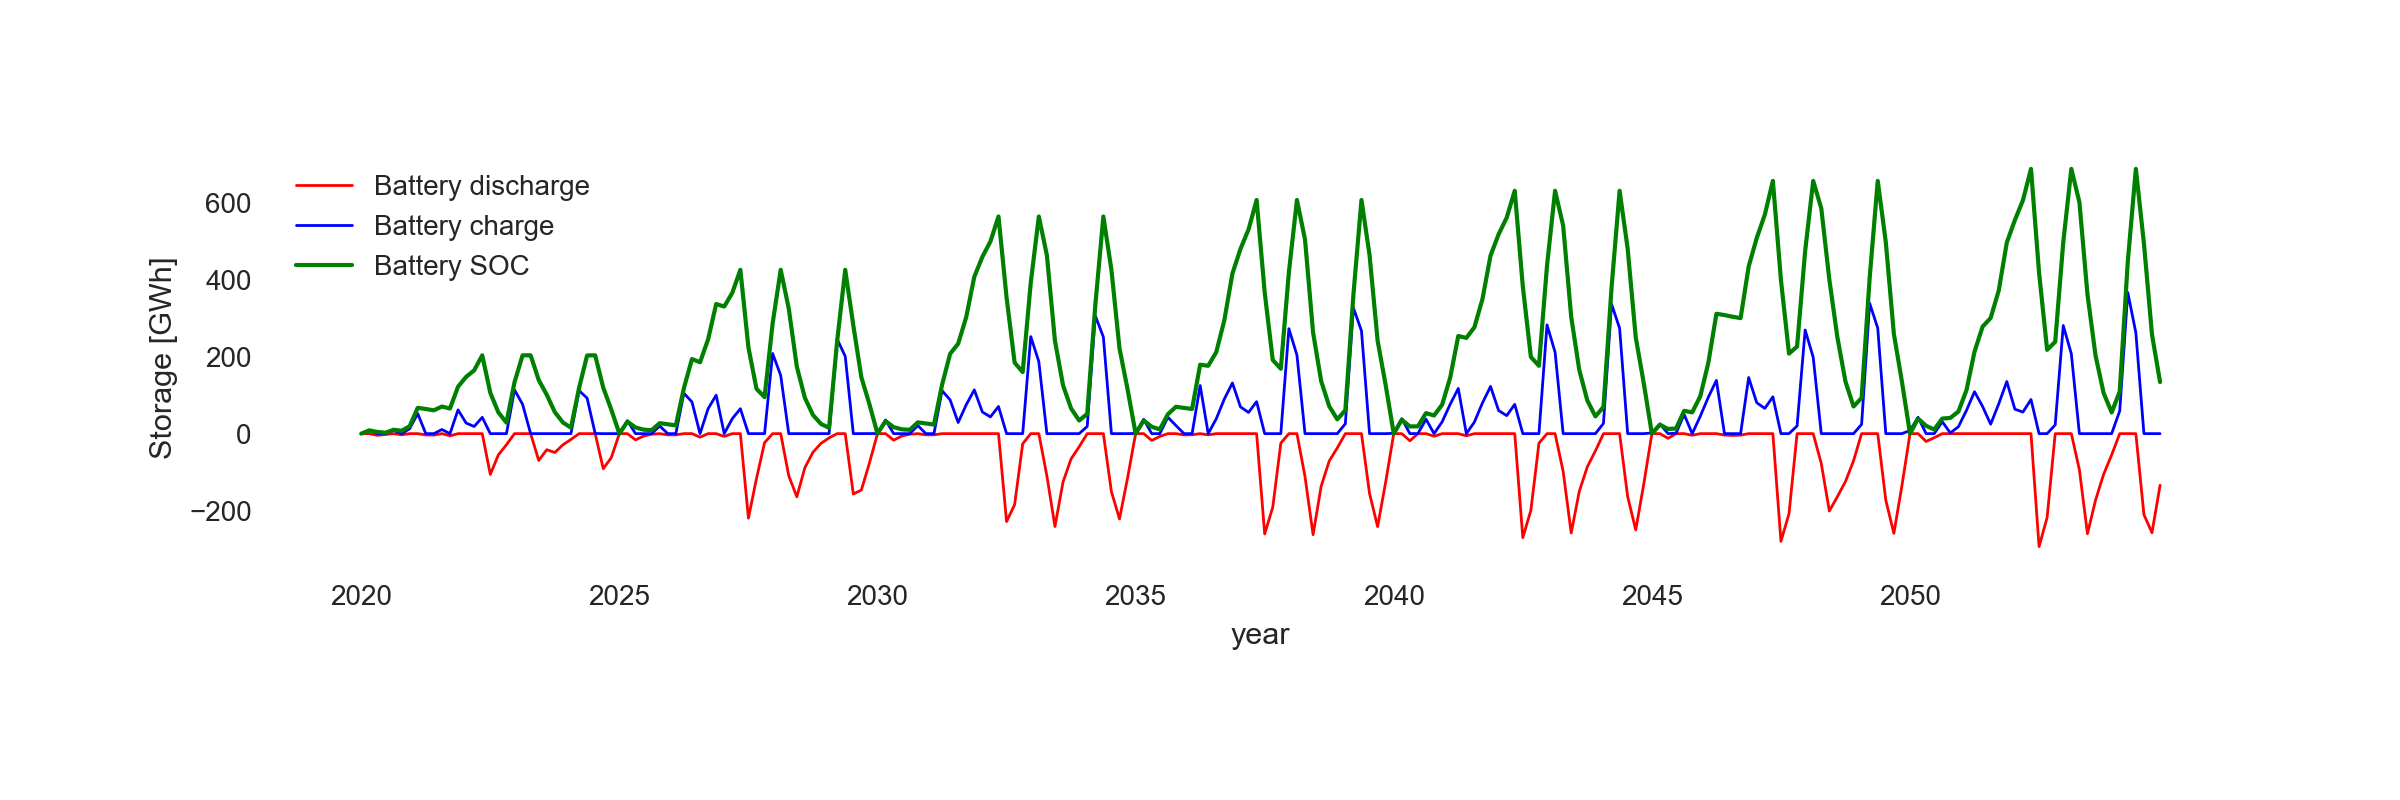 Battery discharge
Battery charge
Battery SOC
600
400
200
0
−200
Storage [GWh]
2020 2025 2030 2035 2040 2045 2050
year